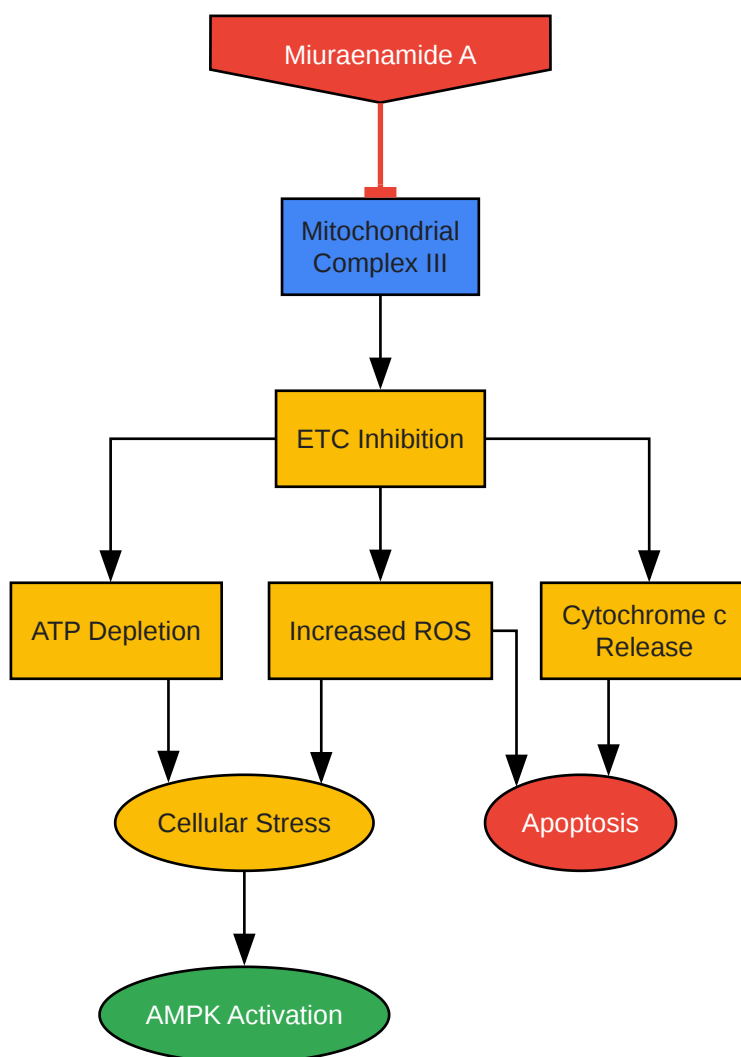 Miuraenamide A
Mitochondrial
Complex III
ETC Inhibition
ATP Depletion
Increased ROS
Cytochrome c
Release
Cellular Stress
Apoptosis
AMPK Activation